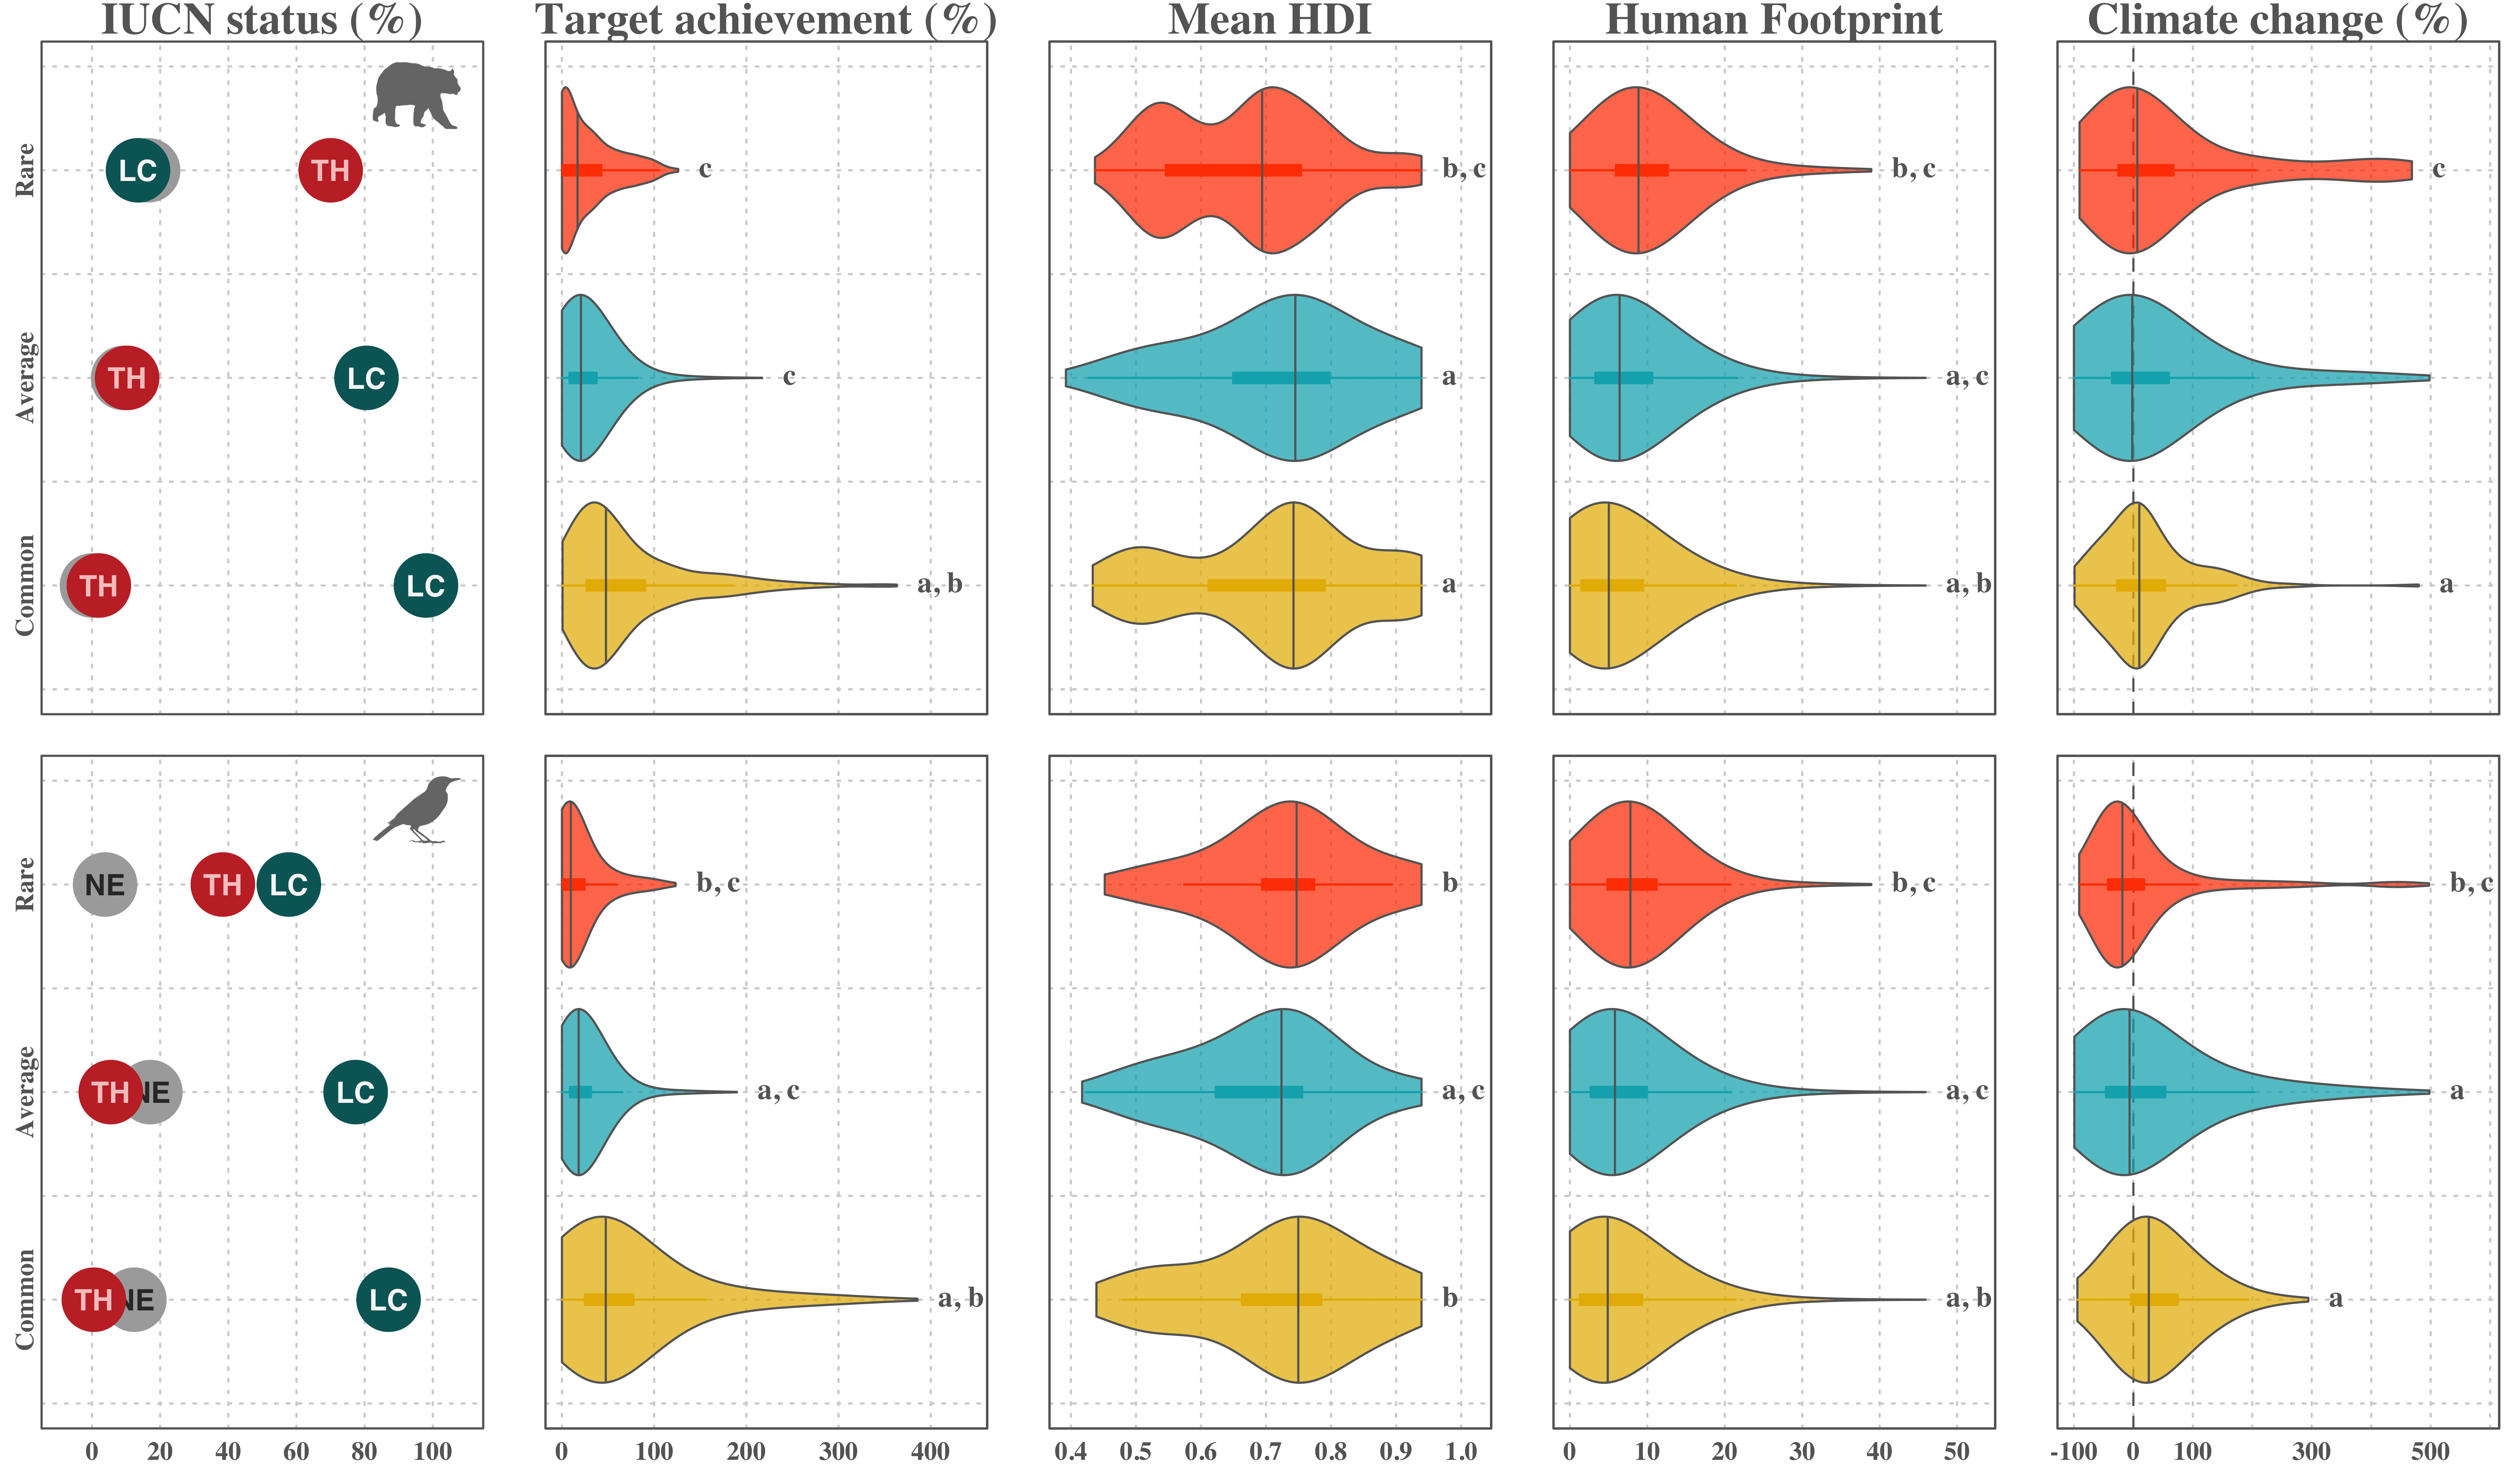 IUCN status (%) Target achievement (%) Mean HDI Human Footprint Climate change (%)
Rare LC TH c b, c b, c c
Average TH LC c a a, c
Common TH LC a, b a a, b a
Rare NE TH LC b, c b b, c b, c
Average TH NE LC a, c a, c a, c a
Common TH NE LC a, b b a, b a
0 20 40 60 80 100 0 100 200 300 400 0.4 0.5 0.6 0.7 0.8 0.9 1.0 0 10 20 30 40 50 -100 0 100 300 500